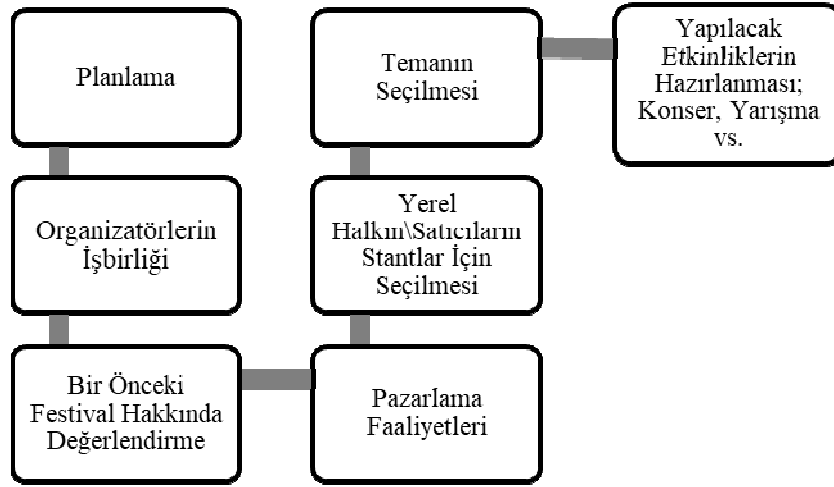 Planlama
Organizatörlerin
İşbirliği
Bir Önceki
Festival Hakkında
Değerlendirme
Pazarlama
Faaliyetleri
Yerel
Halkın\Satıcıların
Stantlar İçin
Seçilmesi
Temanın
Seçilmesi
Yapılacak
Etkinliklerin
Hazırlanması;
Konser, Yarışma
vs.